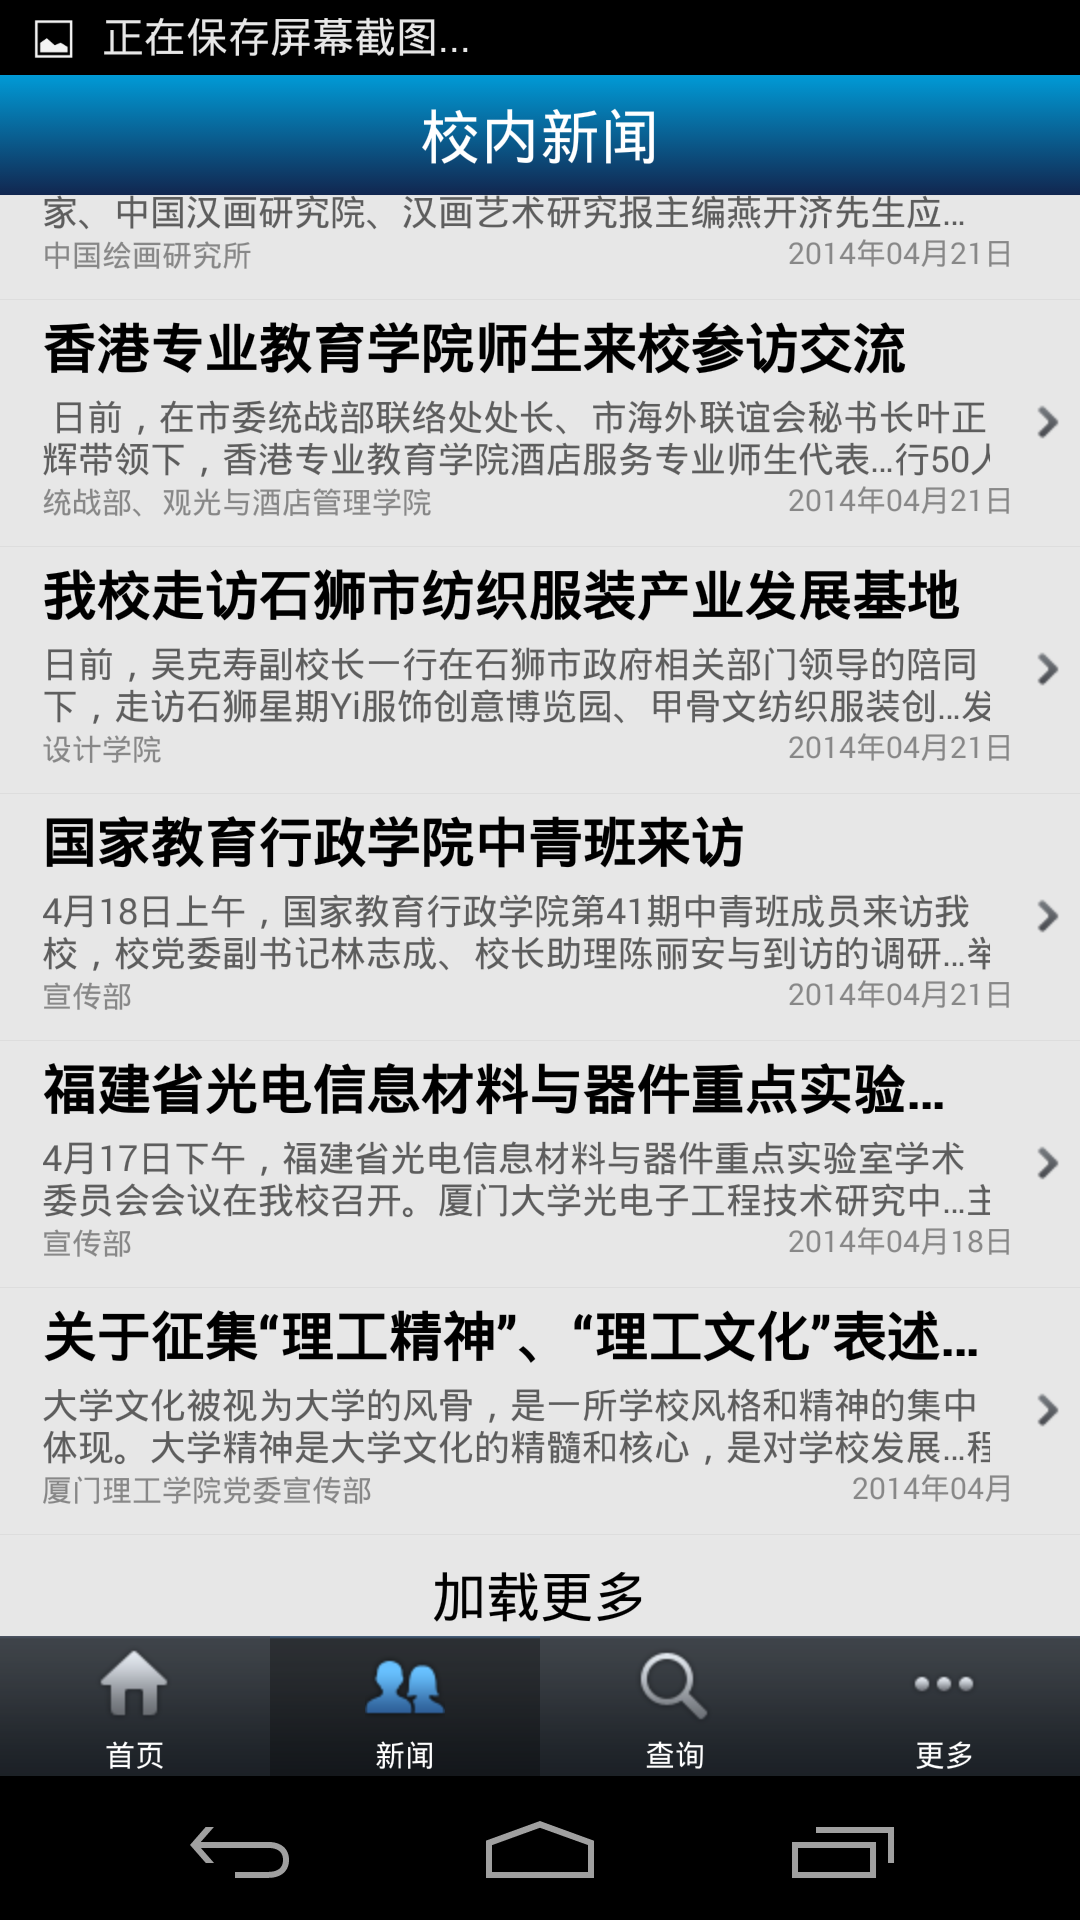 正在保存屏幕截图...
校内新闻
家、中国汉画研究院、汉画艺术研究报主编燕开济先生应...
中国绘画研究所 2014年04月21日
香港专业教育学院师生来校参访交流
日前，在市委统战部联络处处长、市海外联谊会秘书长叶正
辉带领下，香港专业教育学院酒店服务专业师生代表...行50人
统战部、观光与酒店管理学院 2014年04月21日
我校走访石狮市纺织服装产业发展基地
日前，吴克寿副校长一行在石狮市政府相关部门领导的陪同
下，走访石狮星期Yi服饰创意博览园、甲骨文纺织服装创...发
设计学院 2014年04月21日
国家教育行政学院中青班来访
4月18日上午，国家教育行政学院第41期中青班成员来访我
校，校党委副书记林志成、校长助理陈丽安与到访的调研...举
宣传部 2014年04月21日
福建省光电信息材料与器件重点实验...
4月17日下午，福建省光电信息材料与器件重点实验室学术
委员会会议在我校召开。厦门大学光电子工程技术研究中...主
宣传部 2014年04月18日
关于征集“理工精神”、“理工文化”表述...
大学文化被视为大学的风骨，是一所学校风格和精神的集中
体现。大学精神是大学文化的精髓和核心，是对学校发展...程
厦门理工学院党委宣传部 2014年04月
加载更多
首页 新闻 查询 更多